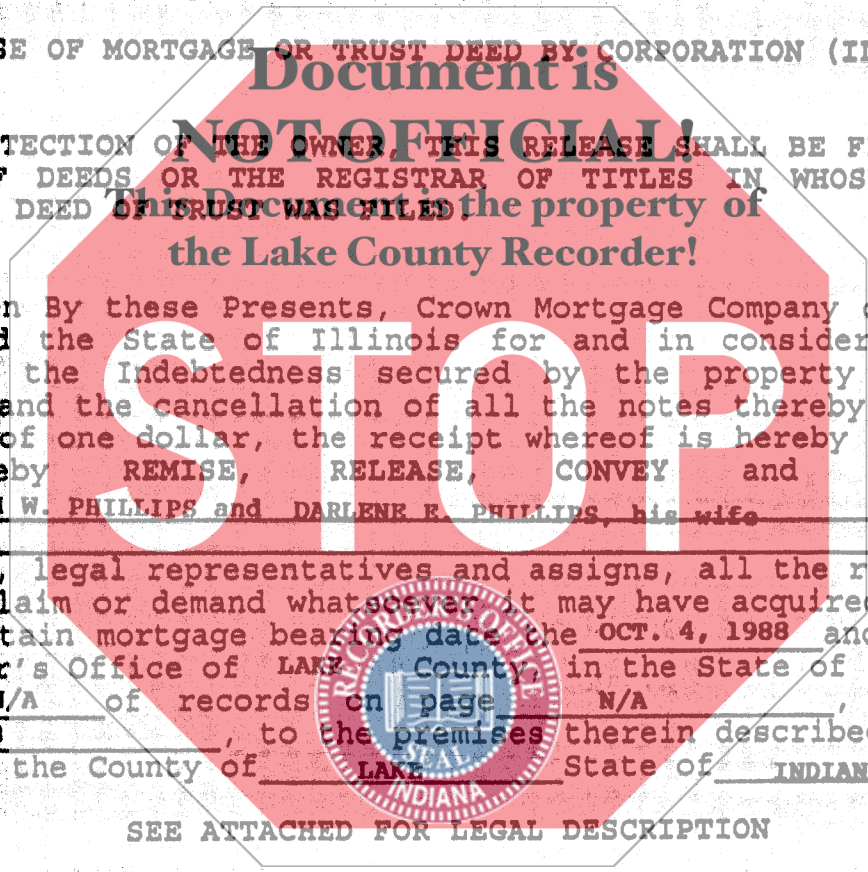 SE OF MORTGAGE OR TRUST DEED BY CORPORATION
Document is
NOT OFFICIAL!
TECTION OF THE OWNER, THIS RELEASE SHALL BE F
DEEDS OR THE REGISTRAR OF TITLES IN WHOS
This Document is the property of
DEED OF TRUST WAS FILED.
the Lake County Recorder!
n By these Presents, Crown Mortgage Company
the State of Illinois for and in consider
the Indebtedness secured by the property
and the cancellation of all the notes thereby
of one dollar, the receipt whereof is hereby
eby REMISE, RELEASE, CONVEY and
STOP
W. PHILLIPS and DARLENE E. PHILLIPS, his wife
, legal representatives and assigns, all the r
laim or demand whatsoever it may have acquired
tain mortgage bearing date the OCT. 4, 1988 and
r's Office of LAKE County, in the State of
/A of records on page N/A ,
, to the premises therein described
the County of LAKE State of INDIAN
RECORDING OFFICE
SEAL
INDIANA
SEE ATTACHED FOR LEGAL DESCRIPTION